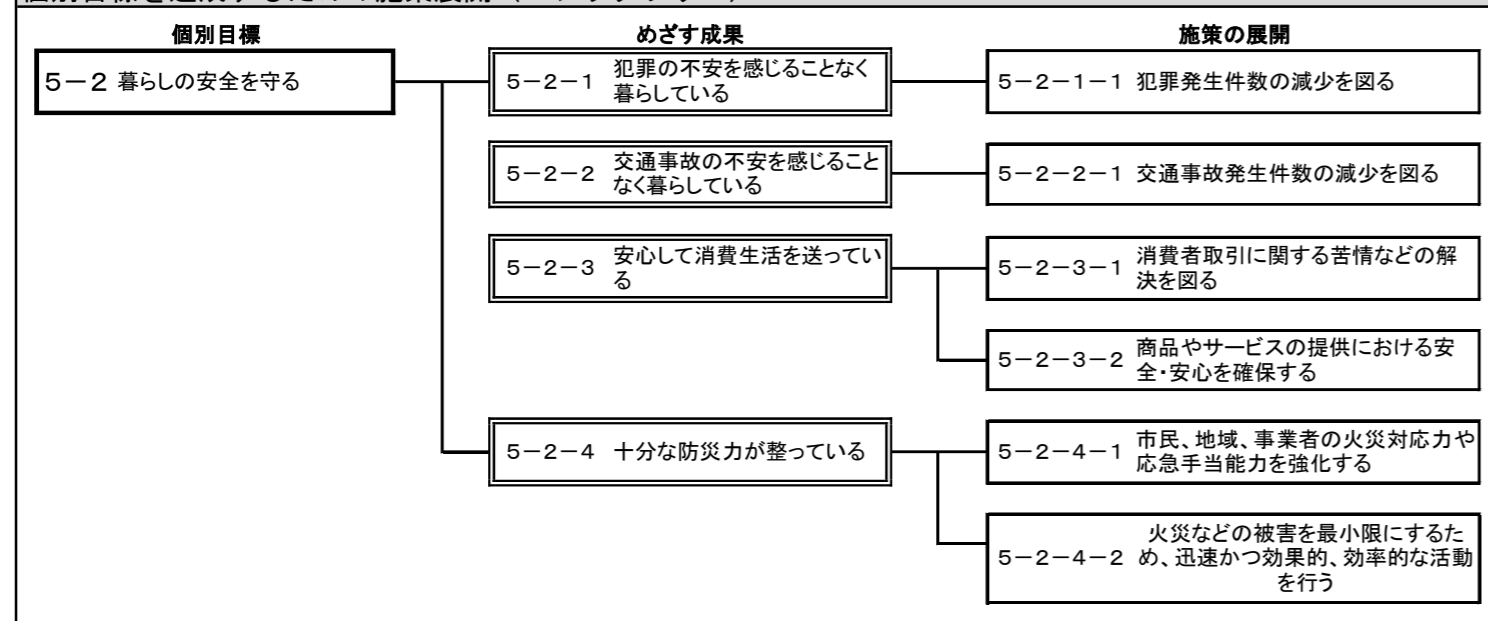 個別目標
めざす成果
施策の展開
5－2 暮らしの安全を守る
5－2－1 犯罪の不安を感じることなく
暮らしている
5－2－1－1 犯罪発生件数の減少を図る
5－2－2 交通事故の不安を感じること
なく暮らしている
5－2－2－1 交通事故発生件数の減少を図る
5－2－3 安心して消費生活を送ってい
る
5－2－3－1 消費者取引に関する苦情などの解
決を図る
5－2－3－2 商品やサービスの提供における安
全・安心を確保する
5－2－4 十分な防災力が整っている
5－2－4－1 市民、地域、事業者の火災対応力や
応急手当能力を強化する
火災などの被害を最小限にするた
5－2－4－2 め、迅速かつ効果的、効率的な活動
を行う